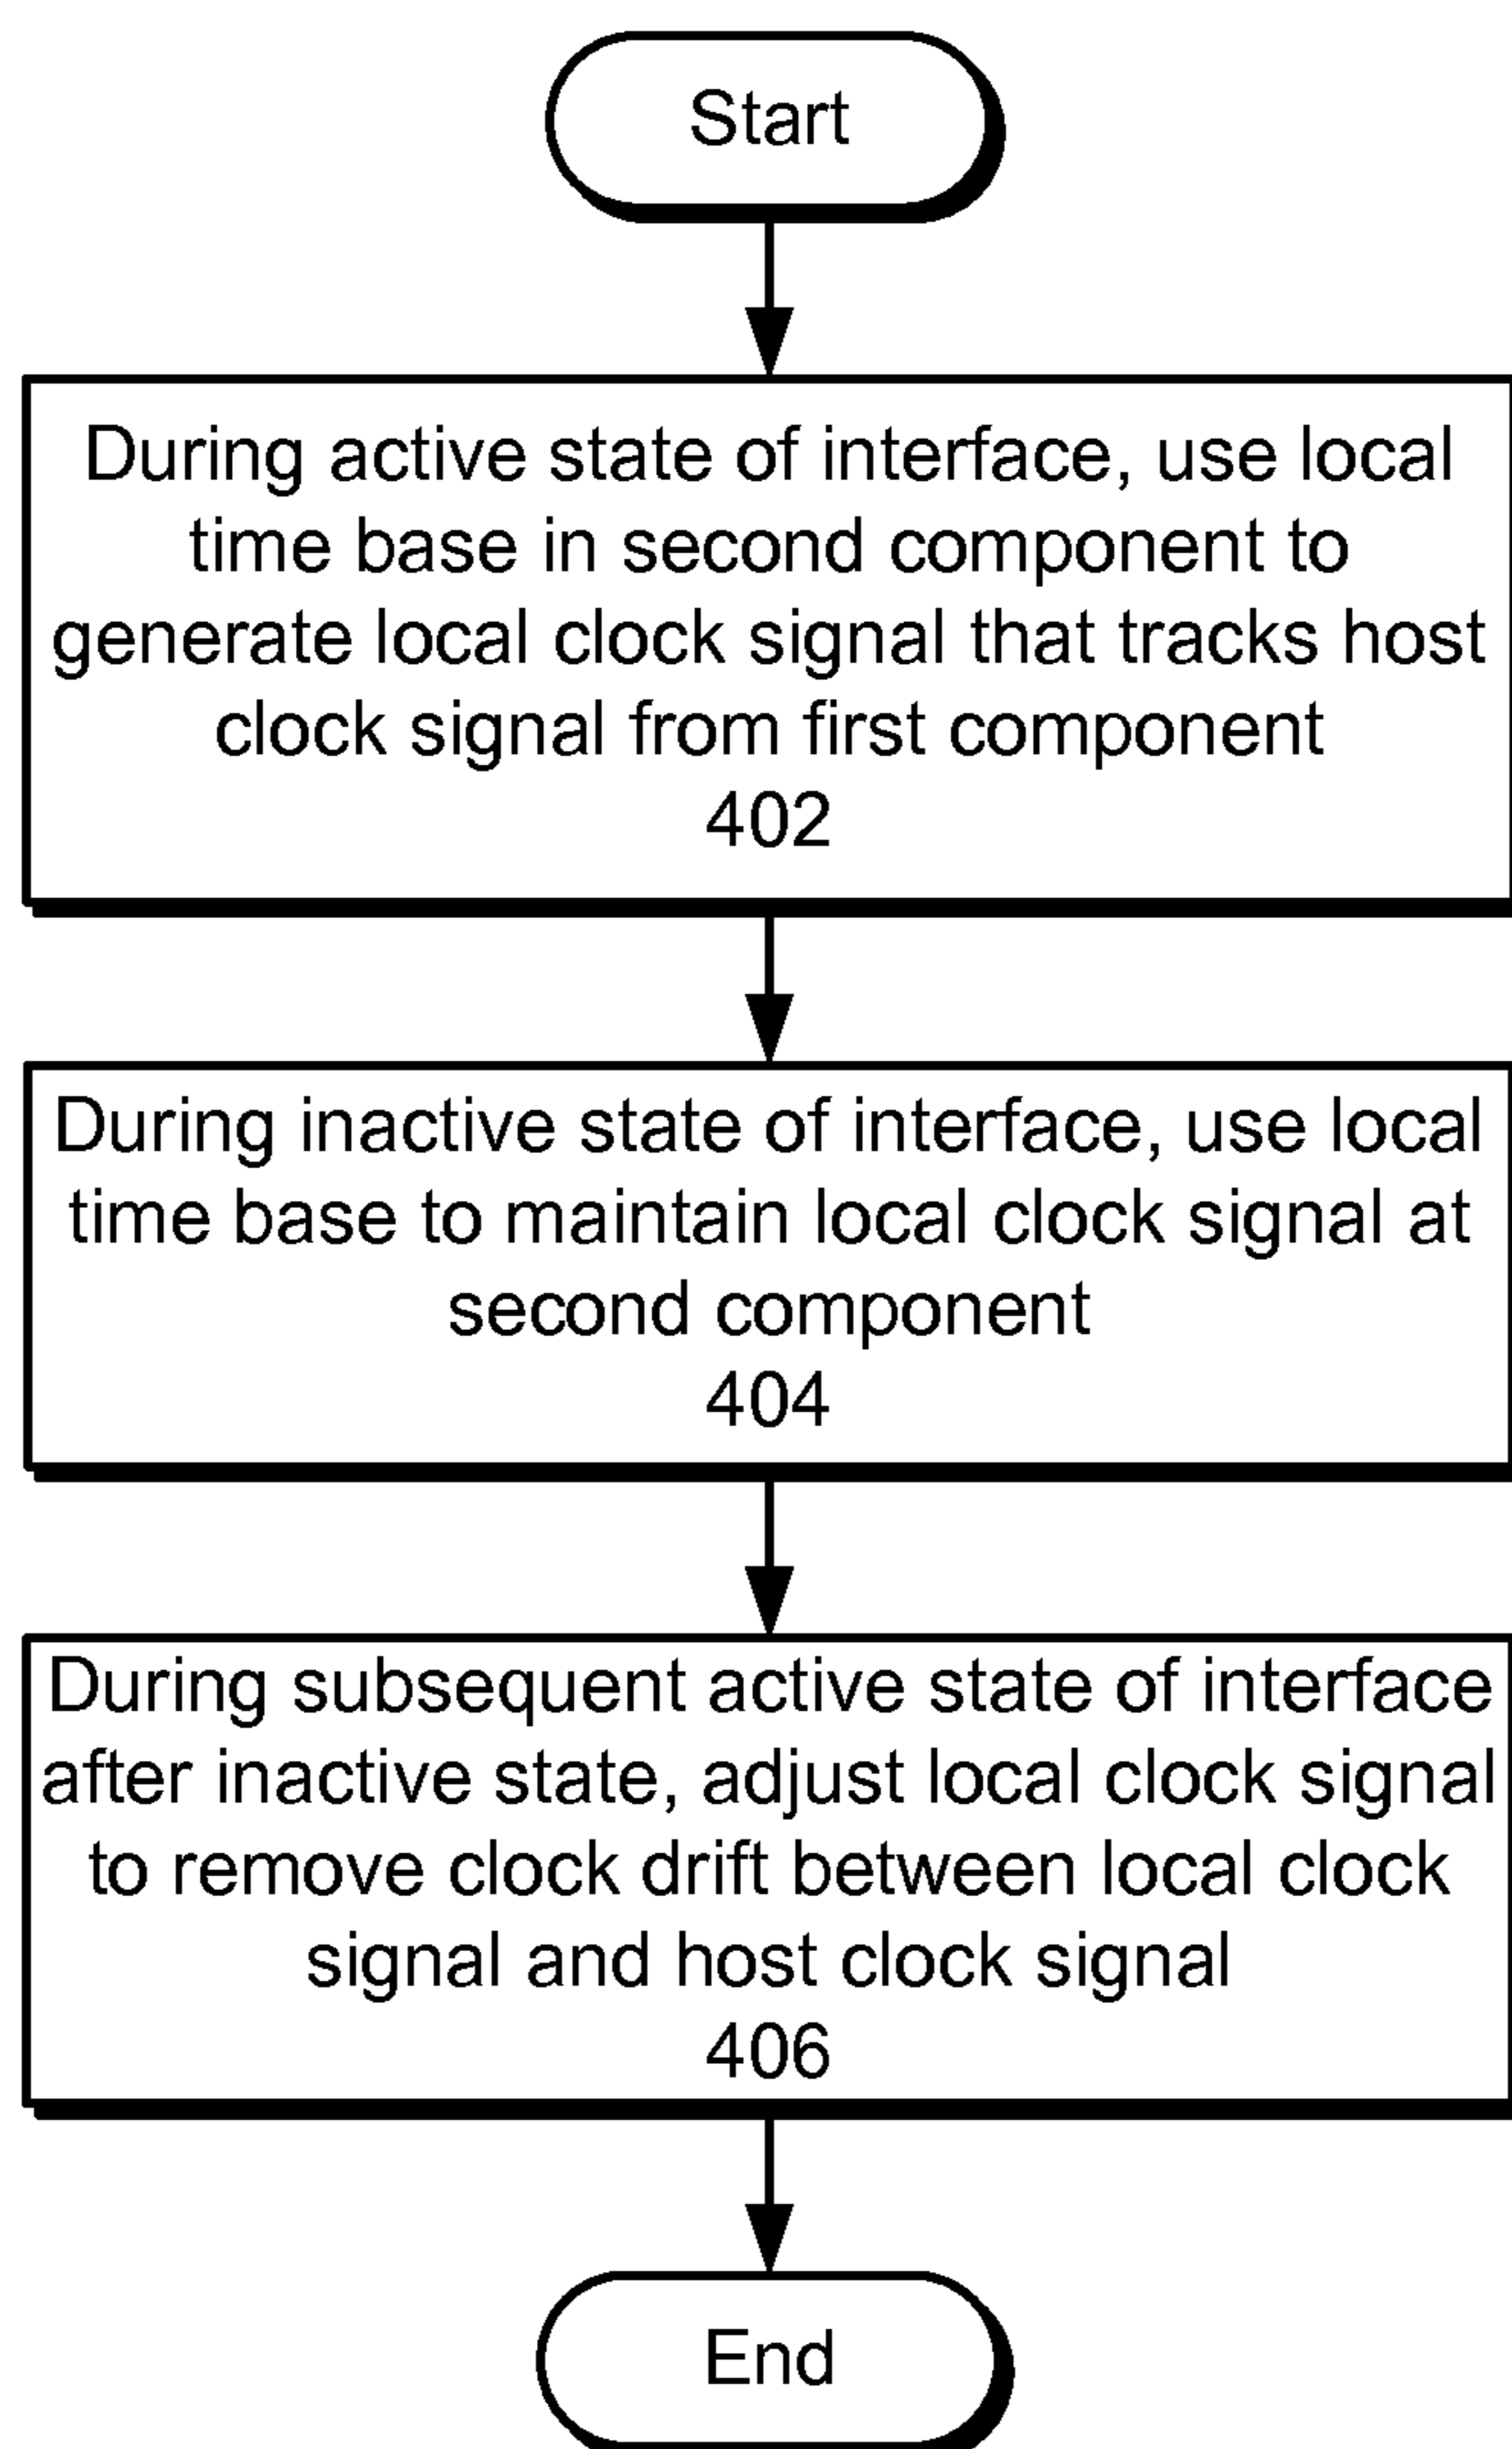 Start
During active state of interface, use local
time base in second component to
generate local clock signal that tracks host
clock signal from first component
402
During inactive state of interface, use local
time base to maintain local clock signal at
second component
404
During subsequent active state of interface
after inactive state, adjust local clock signal
to remove clock drift between local clock
signal and host clock signal
406
End